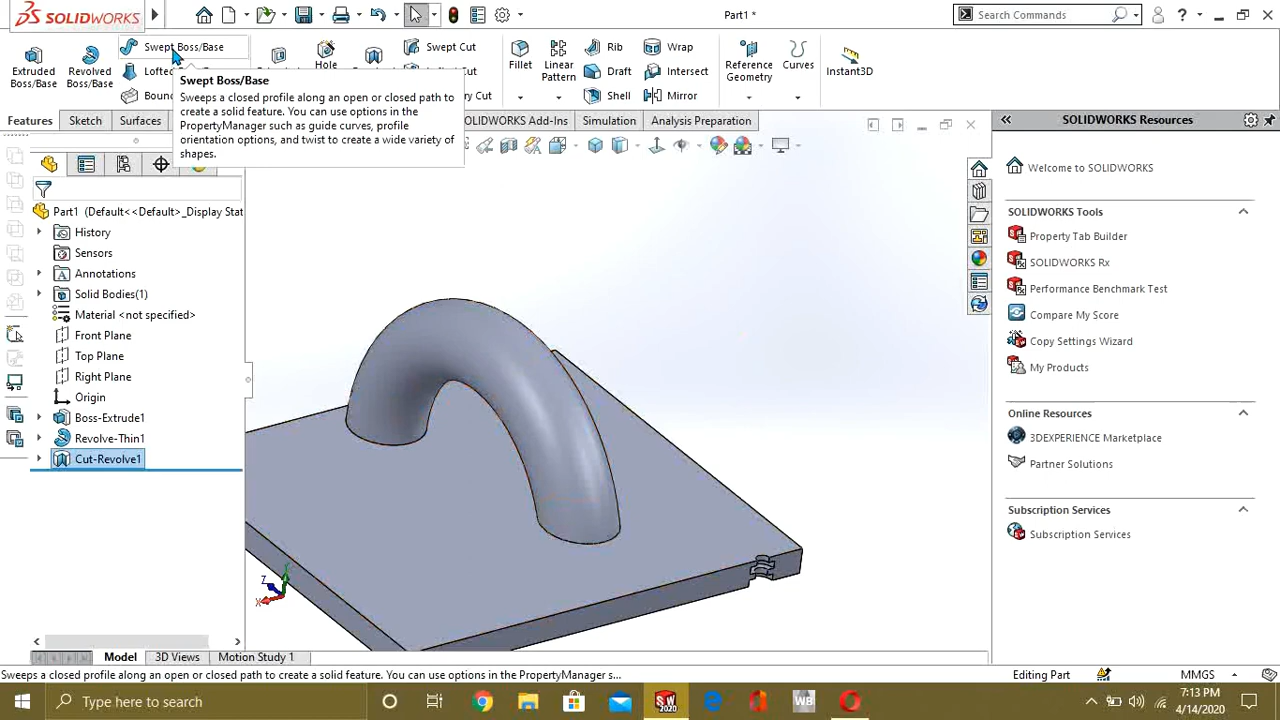 SOLIDWORKS
Part1 *
Search Commands
?
Extruded
Boss/Base
Revolved
Boss/Base
Swept Boss/Base
Lofte
Boun
Hole
Swept Cut
Cut
y Cut
Fillet
Linear
Pattern
Rib
Draft
Shell
Wrap
Intersect
Mirror
Reference
Geometry
Curves
Instant3D
Swept Boss/Base
Sweeps a closed profile along an open or closed path to
create a solid feature. You can use options in the
PropertyManager such as guide curves, profile
orientation options, and twist to create a wide variety of
shapes.
Features
Sketch
Surfaces
OLIDWORKS Add-Ins
Simulation
Analysis Preparation
Part1 (Default<<Default>_Display Stat
History
Sensors
Annotations
Solid Bodies(1)
Material <not specified>
Front Plane
Top Plane
Right Plane
Origin
Boss-Extrude1
Revolve-Thin1
Cut-Revolve1
Y
Z
X
SOLIDWORKS Resources
Welcome to SOLIDWORKS
SOLIDWORKS Tools
Property Tab Builder
SOLIDWORKS Rx
Performance Benchmark Test
Compare My Score
Copy Settings Wizard
My Products
Online Resources
3DEXPERIENCE Marketplace
Partner Solutions
Subscription Services
Subscription Services
Model
3D Views
Motion Study 1
Sweeps a closed profile along an open or closed path to create a solid feature. You can use options in the PropertyManager s...
Editing Part
MMGS
Type here to search
SW
2020
WB
7:13 PM
4/14/2020